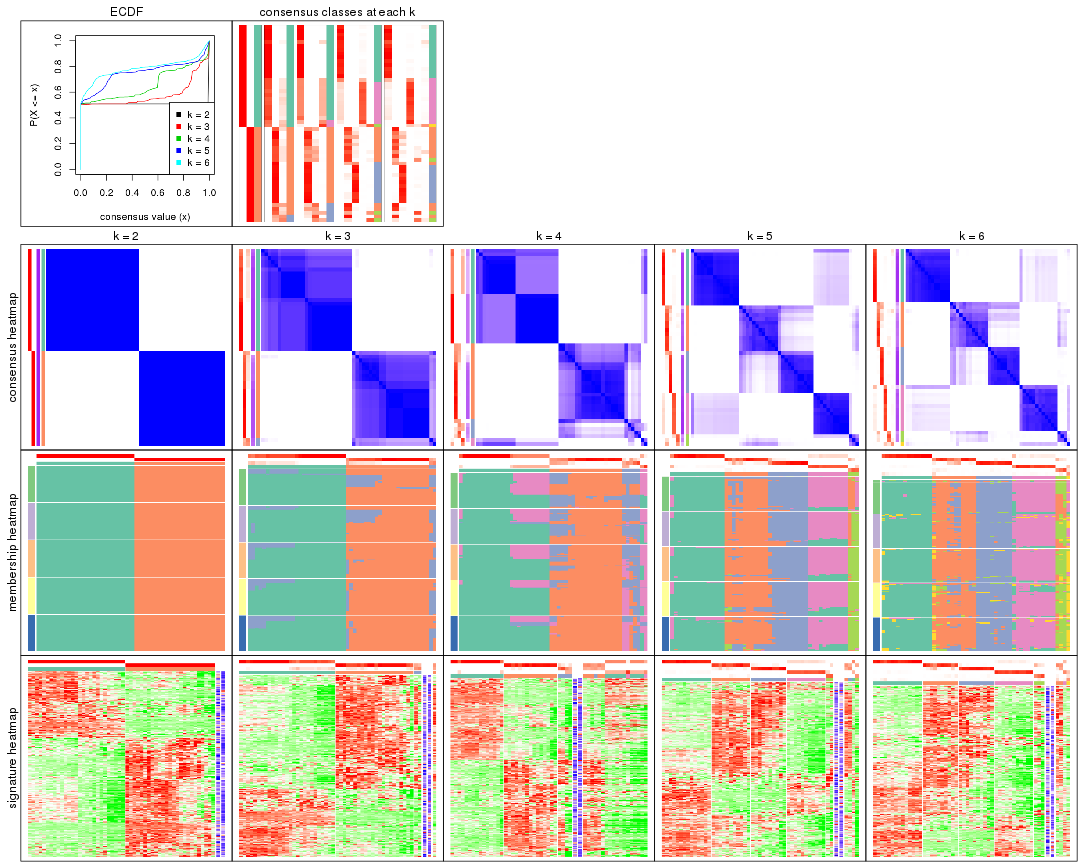 ECDF
consensus classes at each k
P(X <= x)
0.0
0.2
0.4
0.6
0.8
1.0
k = 2
k = 3
k = 4
k = 5
k = 6
0.0 0.2 0.4 0.6 0.8 1.0
consensus value (x)
k = 2
k = 3
k = 4
k = 5
k = 6
consensus heatmap
membership heatmap
signature heatmap